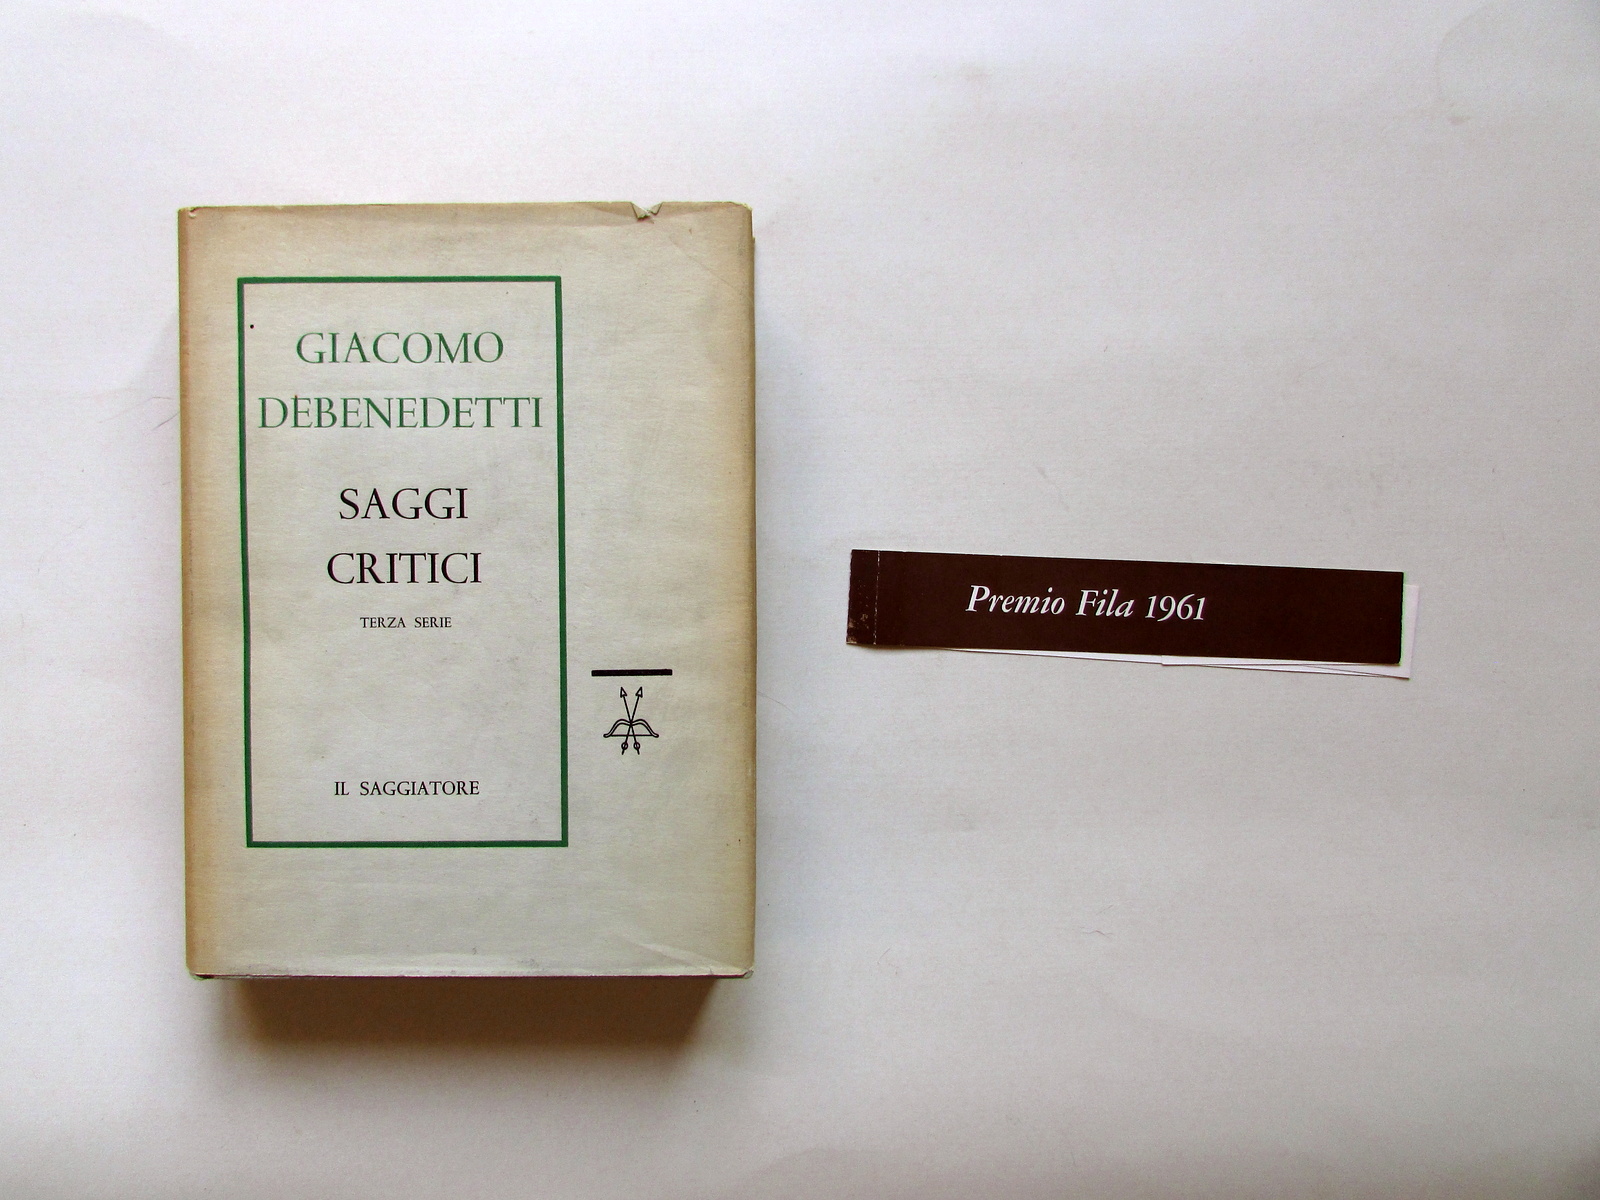 GIACOMO
DEBENEDETTI
SAGGI
CRITICI
TERZA SERIE
IL SAGGIATORE
Premio Fila 1961